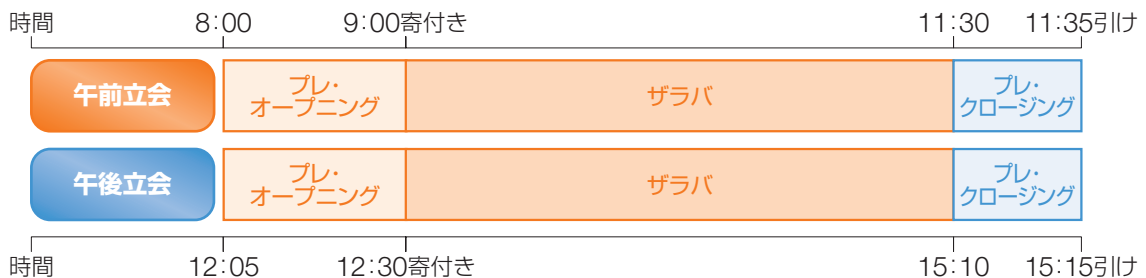 時間 8:00 9:00寄付き 11:30 11:35引け
午前立会
プレ・
オープニング
ザラバ
プレ・
クロージング
午後立会
プレ・
オープニング
ザラバ
プレ・
クロージング
時間 12:05 12:30寄付き 15:10 15:15引け